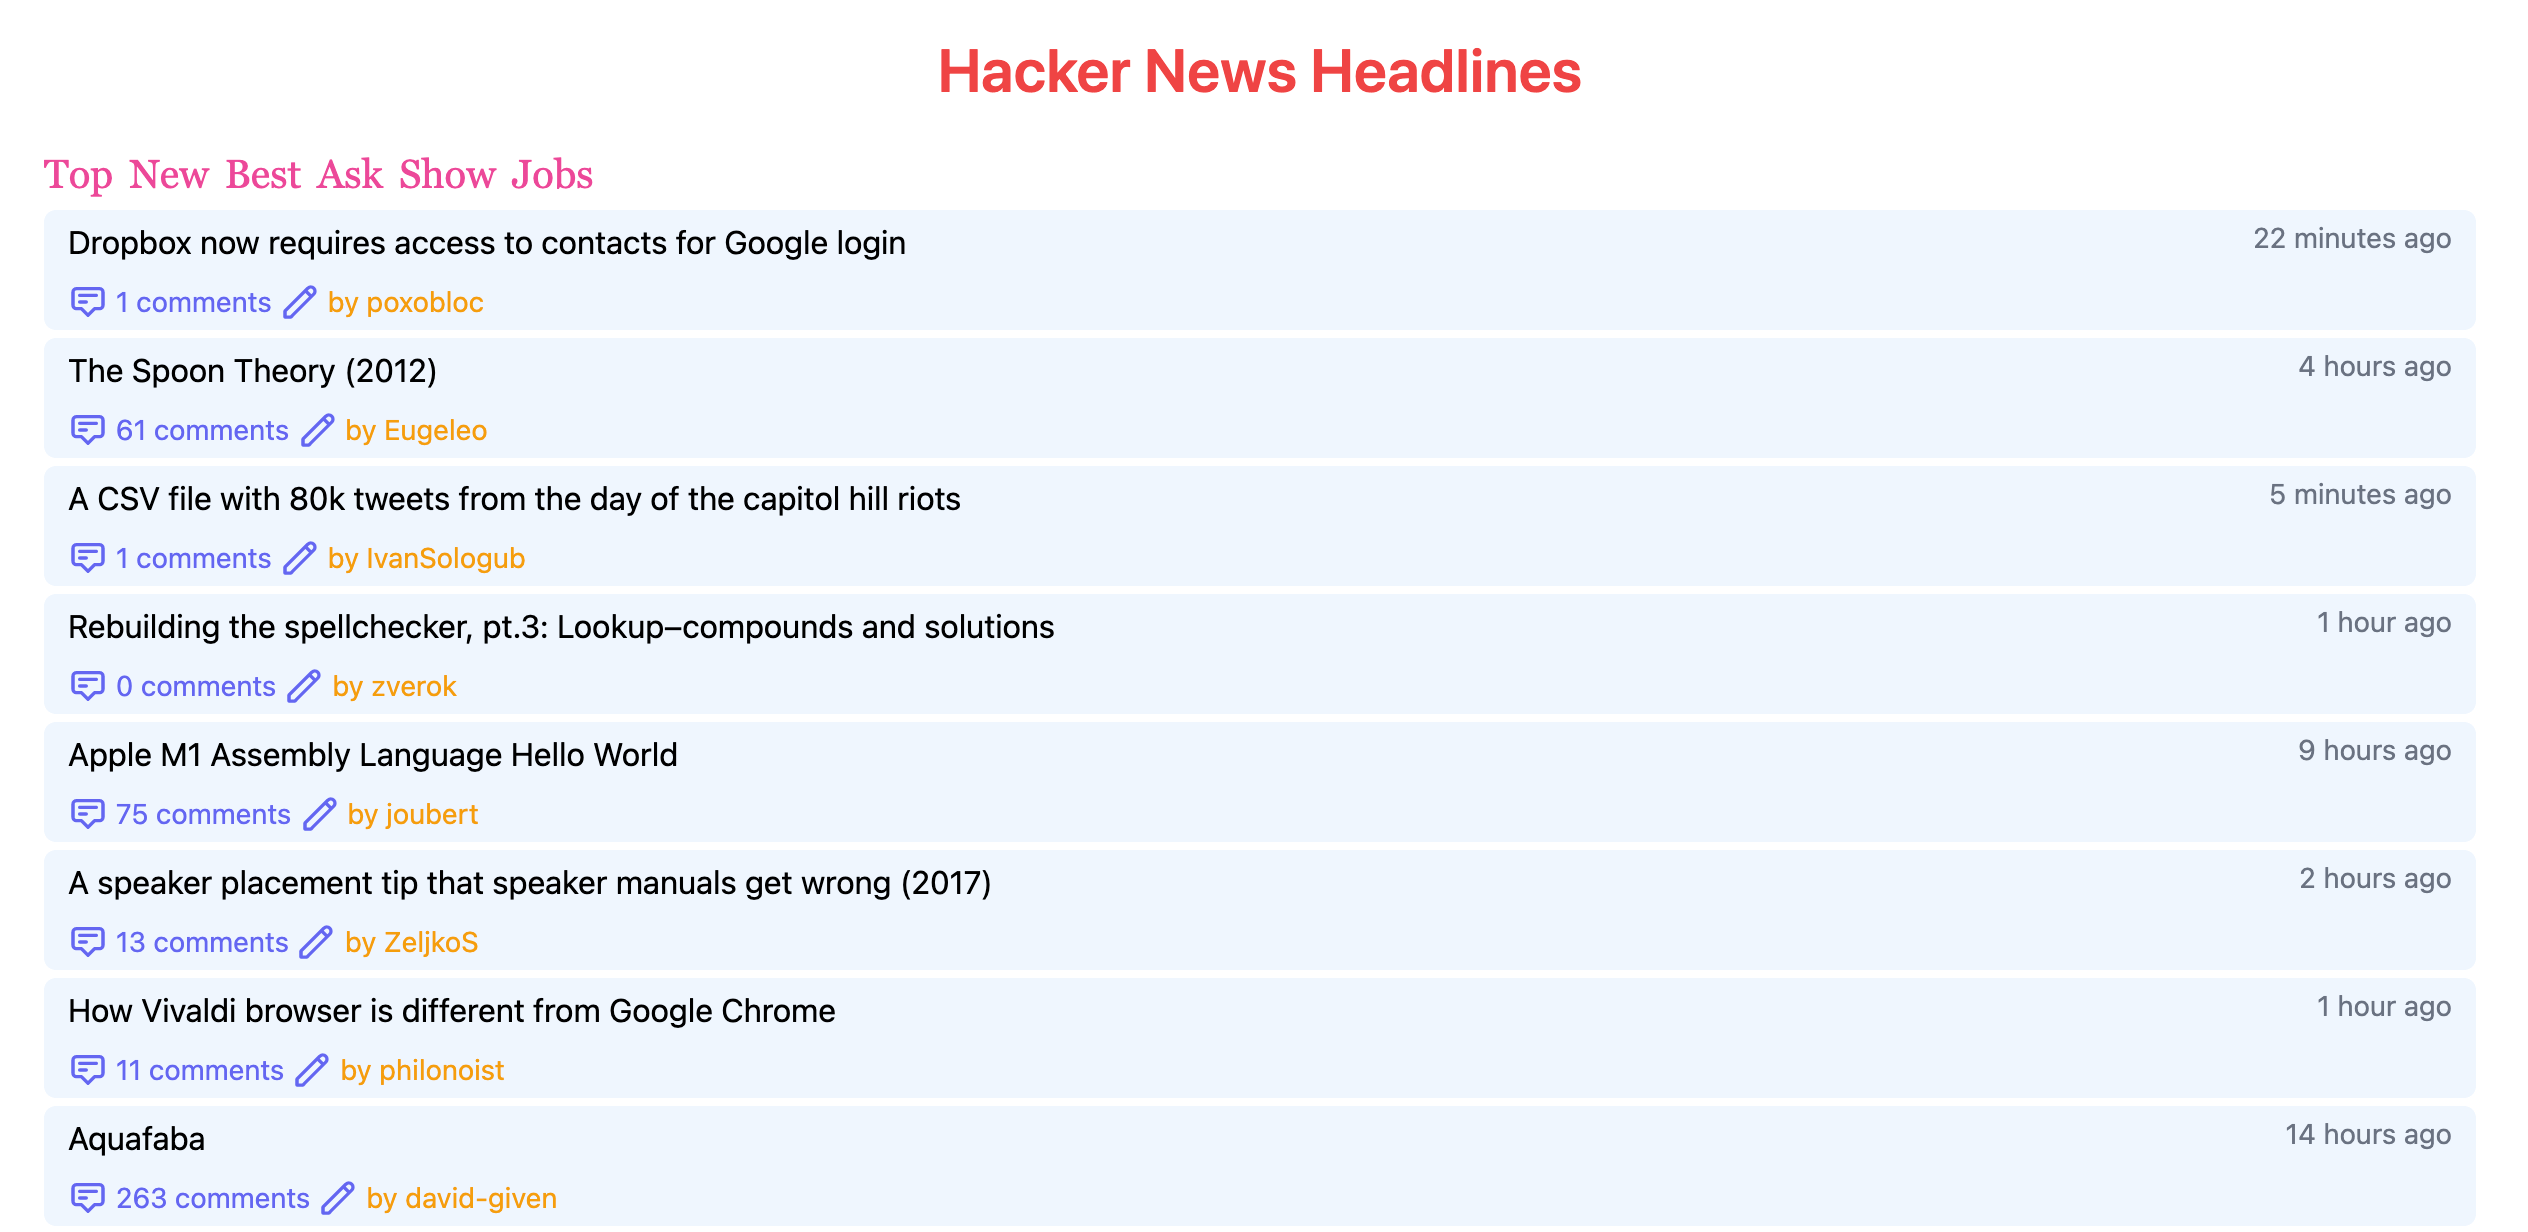 Hacker News Headlines
Top New Best Ask Show Jobs
Dropbox now requires access to contacts for Google login
22 minutes ago
1 comments by poxobloc
The Spoon Theory (2012)
4 hours ago
61 comments by Eugeleo
A CSV file with 80k tweets from the day of the capitol hill riots
5 minutes ago
1 comments by IvanSologub
Rebuilding the spellchecker, pt.3: Lookup–compounds and solutions
1 hour ago
0 comments by zverok
Apple M1 Assembly Language Hello World
9 hours ago
75 comments by joubert
A speaker placement tip that speaker manuals get wrong (2017)
2 hours ago
13 comments by ZeljkoS
How Vivaldi browser is different from Google Chrome
1 hour ago
11 comments by philonoist
Aquafaba
14 hours ago
263 comments by david-given